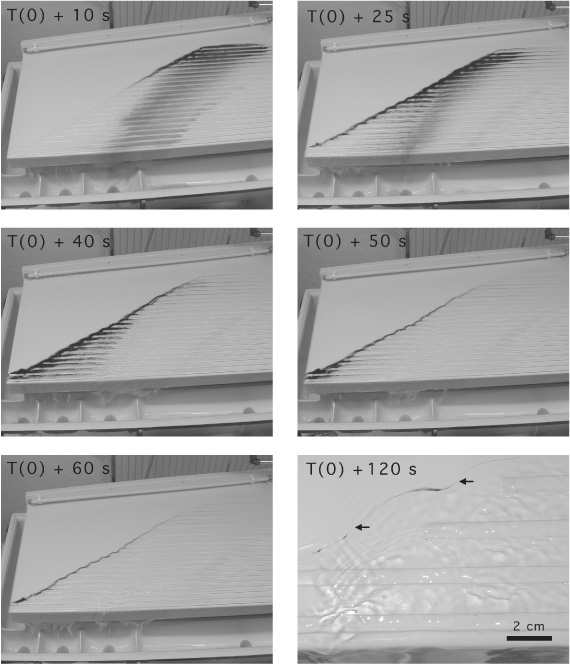 T(0) + 10 s
T(0) + 25 s
T(0) + 40 s
T(0) + 50 s
T(0) + 60 s
T(0) + 120 s
2 cm